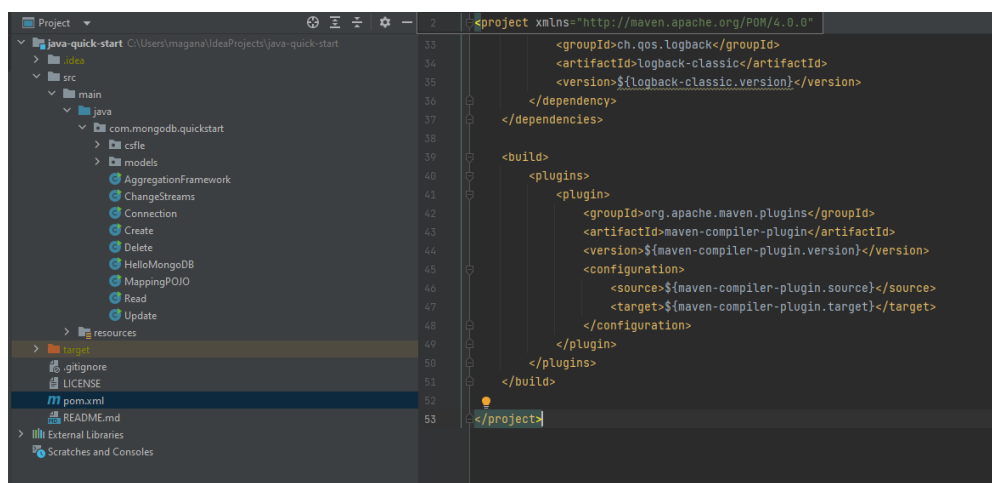 Project
java-quick-start C:\Users\magana\IdeaProjects\java-quick-start
.idea
src
main
java
com.mongodb.quickstart
csfle
models
AggregationFramework
ChangeStreams
Connection
Create
Delete
HelloMongoDB
MappingPOJO
Read
Update
resources
target
.gitignore
LICENSE
pom.xml
README.md
External Libraries
Scratches and Consoles
2 <project xmlns="http://maven.apache.org/POM/4.0.0"
33 <groupId>ch.qos.logback</groupId>
34 <artifactId>logback-classic</artifactId>
35 <version>${logback-classic.version}</version>
36 </dependency>
37 </dependencies>
38
39 <build>
40 <plugins>
41 <plugin>
42 <groupId>org.apache.maven.plugins</groupId>
43 <artifactId>maven-compiler-plugin</artifactId>
44 <version>${maven-compiler-plugin.version}</version>
45 <configuration>
46 <source>${maven-compiler-plugin.source}</source>
47 <target>${maven-compiler-plugin.target}</target>
48 </configuration>
49 </plugin>
50 </plugins>
51 </build>
52
53 </project>